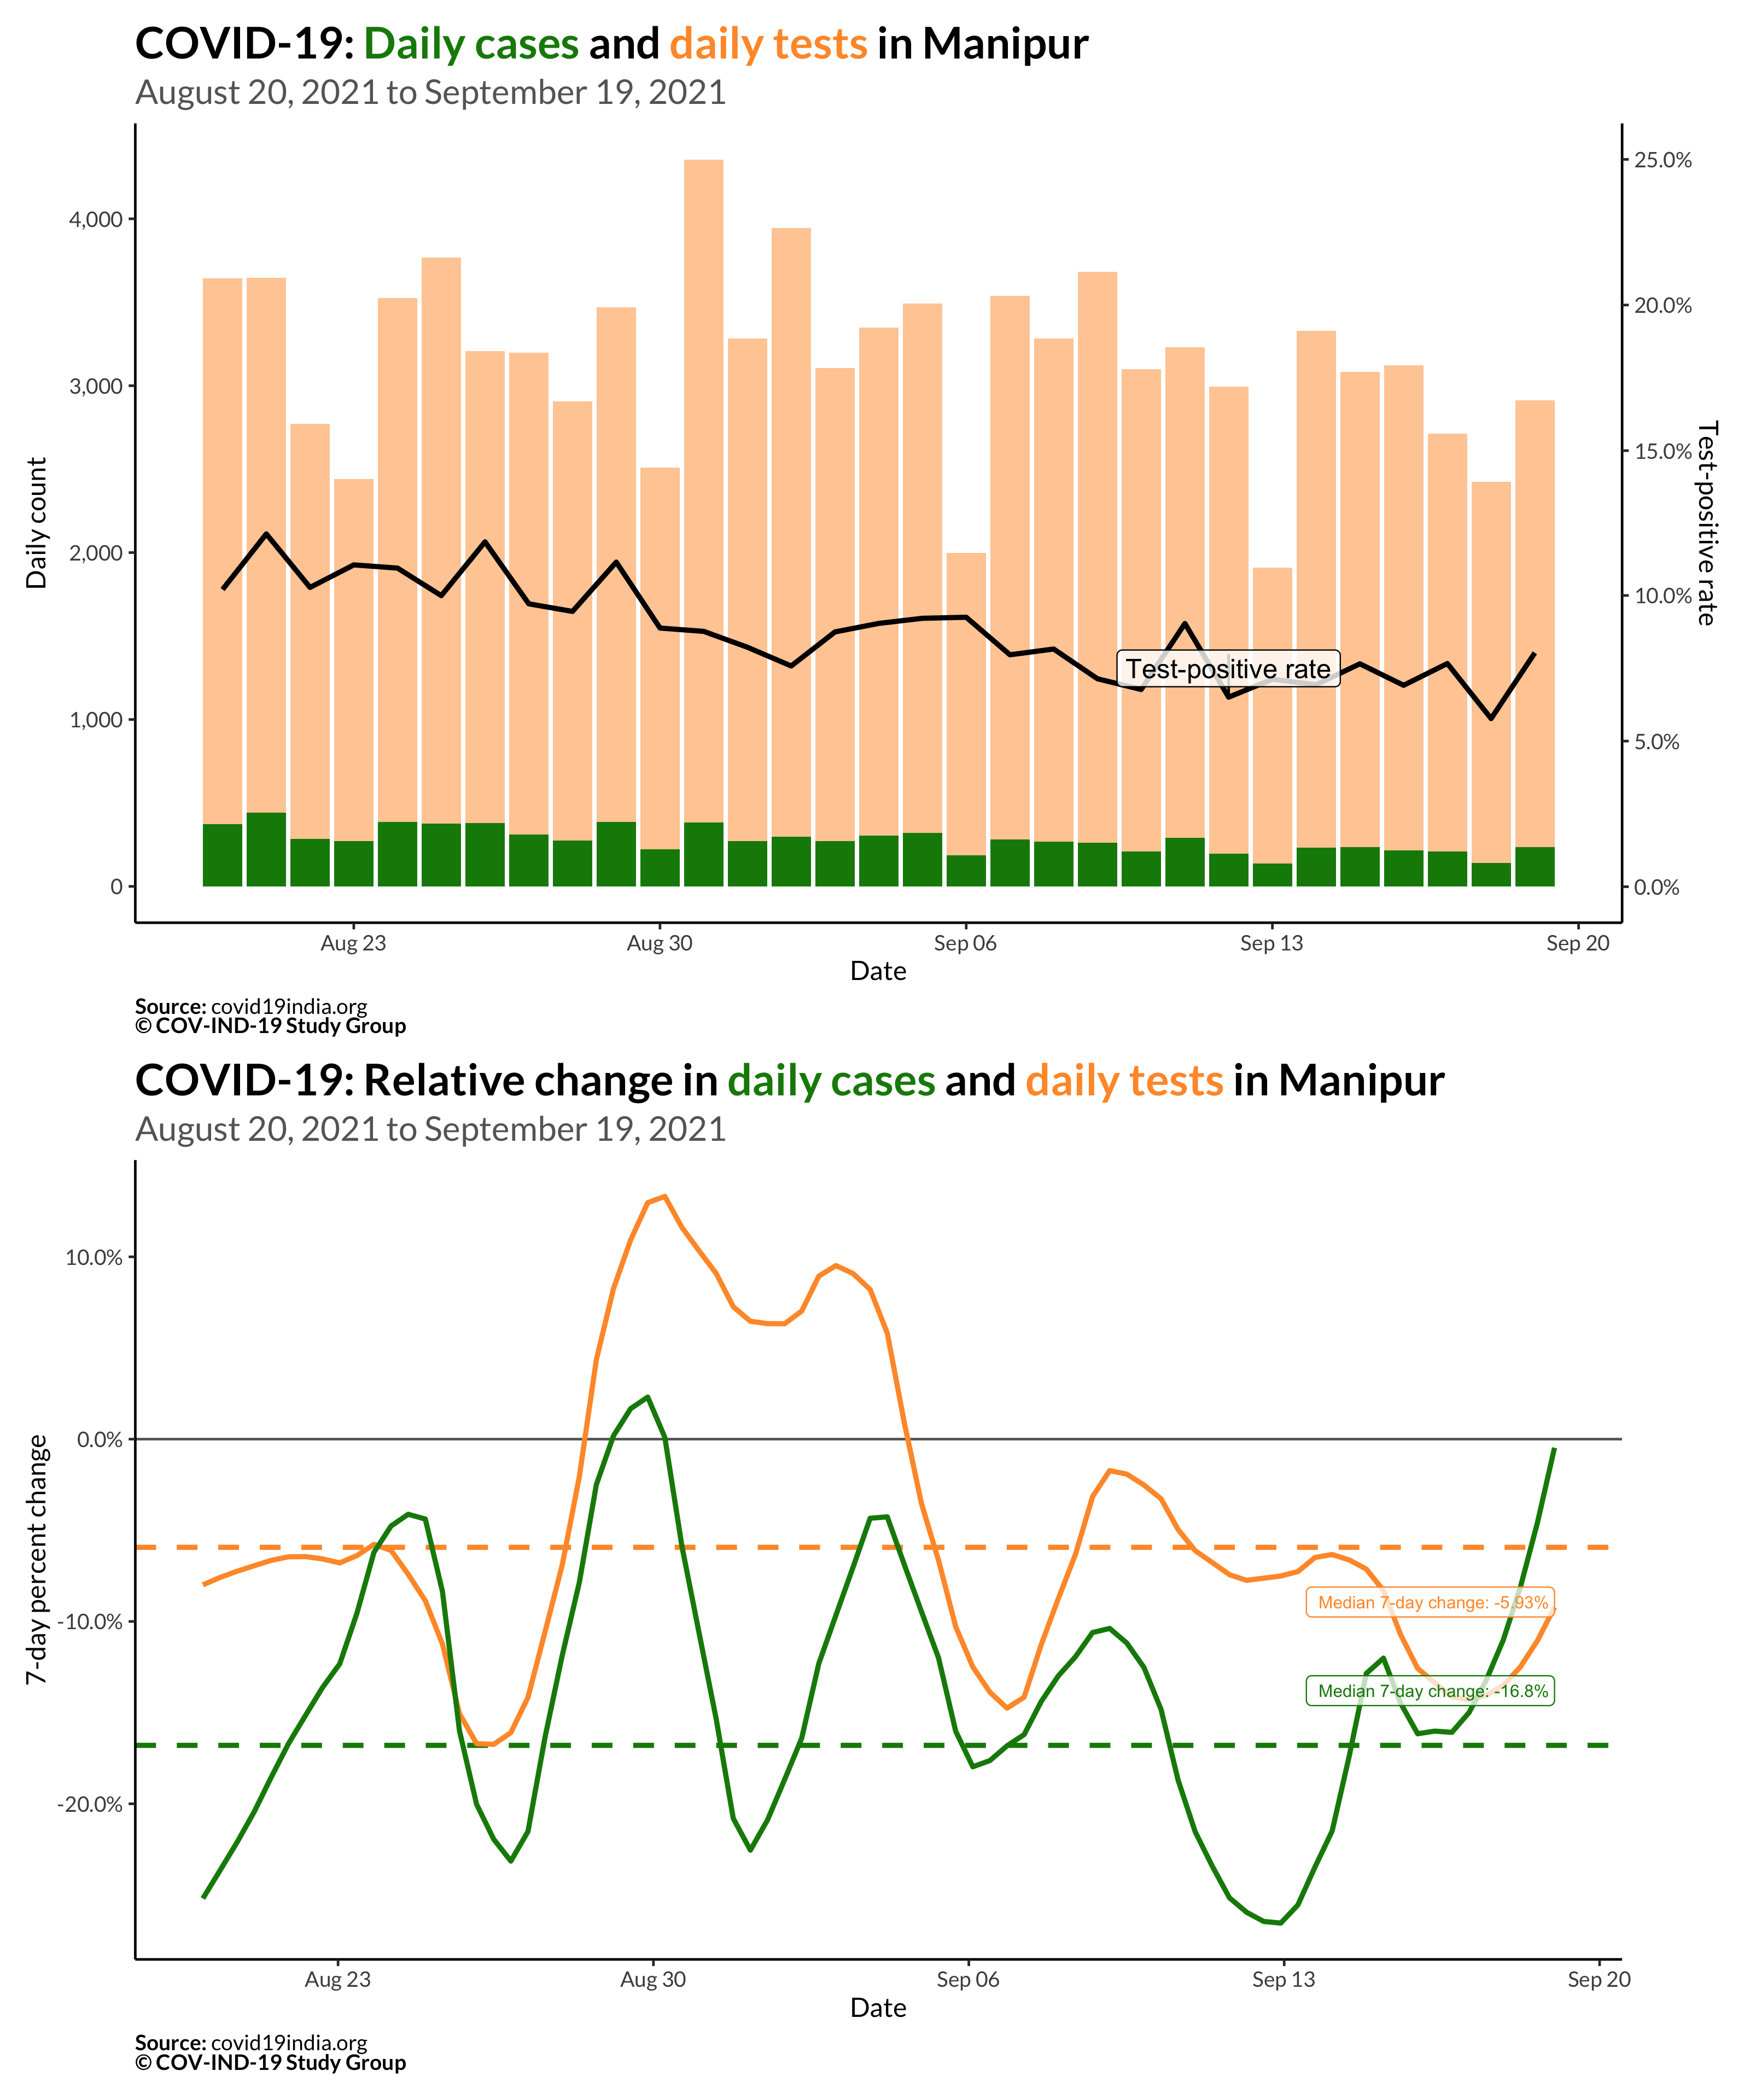 COVID-19: Daily cases and daily tests in Manipur
August 20, 2021 to September 19, 2021
4,000
3,000
2,000
1,000
0
Daily count
25.0%
20.0%
15.0%
10.0%
5.0%
0.0%
Test-positive rate
Test-positive rate
Aug 23
Aug 30
Sep 06
Sep 13
Sep 20
Date
Source: covid19india.org
© COV-IND-19 Study Group
COVID-19: Relative change in daily cases and daily tests in Manipur
August 20, 2021 to September 19, 2021
10.0%
0.0%
-10.0%
-20.0%
7-day percent change
Median 7-day change: -5.93%
Median 7-day change: -16.8%
Aug 23
Aug 30
Sep 06
Sep 13
Sep 20
Date
Source: covid19india.org
© COV-IND-19 Study Group